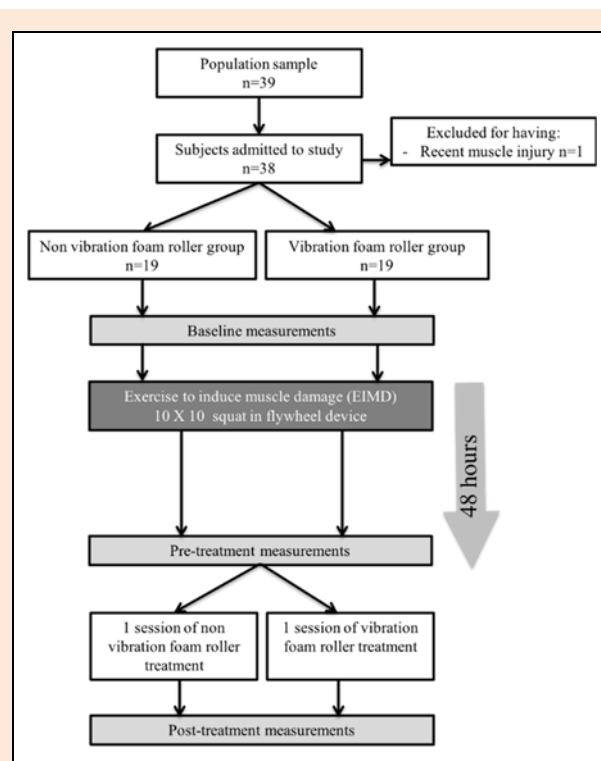 Population sample
n=39
Subjects admitted to study
n=38
Excluded for having:
- Recent muscle injury n=1
Non vibration foam roller group
n=19
Vibration foam roller group
n=19
Baseline measurements
Exercise to induce muscle damage (EIMD)
10 X 10 squat in flywheel device
48 hours
Pre-treatment measurements
1 session of non
vibration foam roller
treatment
1 session of vibration
foam roller treatment
Post-treatment measurements